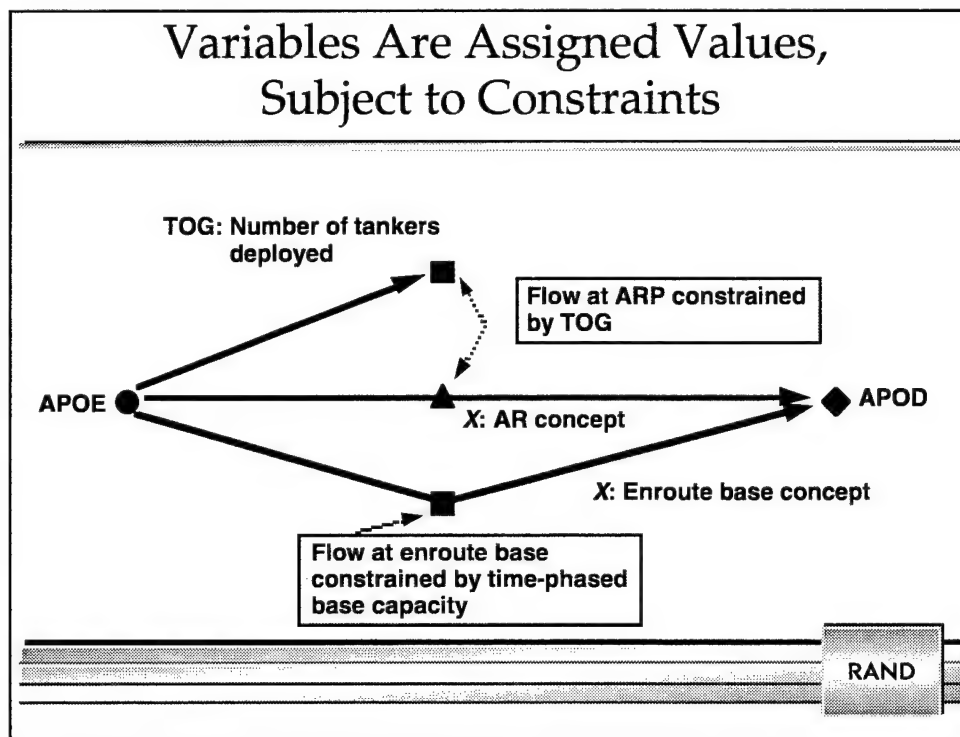 Variables Are Assigned Values,
Subject to Constraints
TOG: Number of tankers
deployed
Flow at ARP constrained
by TOG
APOE
APOD
X: AR concept
X: Enroute base concept
Flow at enroute base
constrained by time-phased
base capacity
RAND